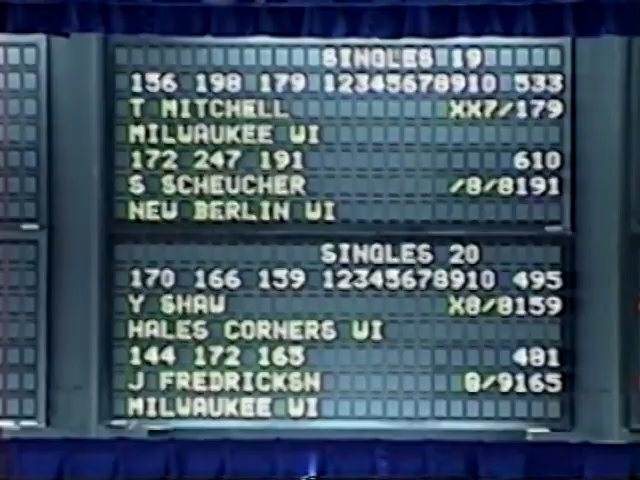 SINGLES 19
156 198 179 12345678910 533
T MITCHELL XX7/179
MILWAUKEE WI
172 247 191 610
S SCHEUCHER /8/8191
NEW BERLIN WI
SINGLES 20
170 166 159 12345678910 495
Y SHAW X8/8159
HALES CORNERS WI
144 172 165 481
J FREDRICKSN 8/9165
MILWAUKEE WI